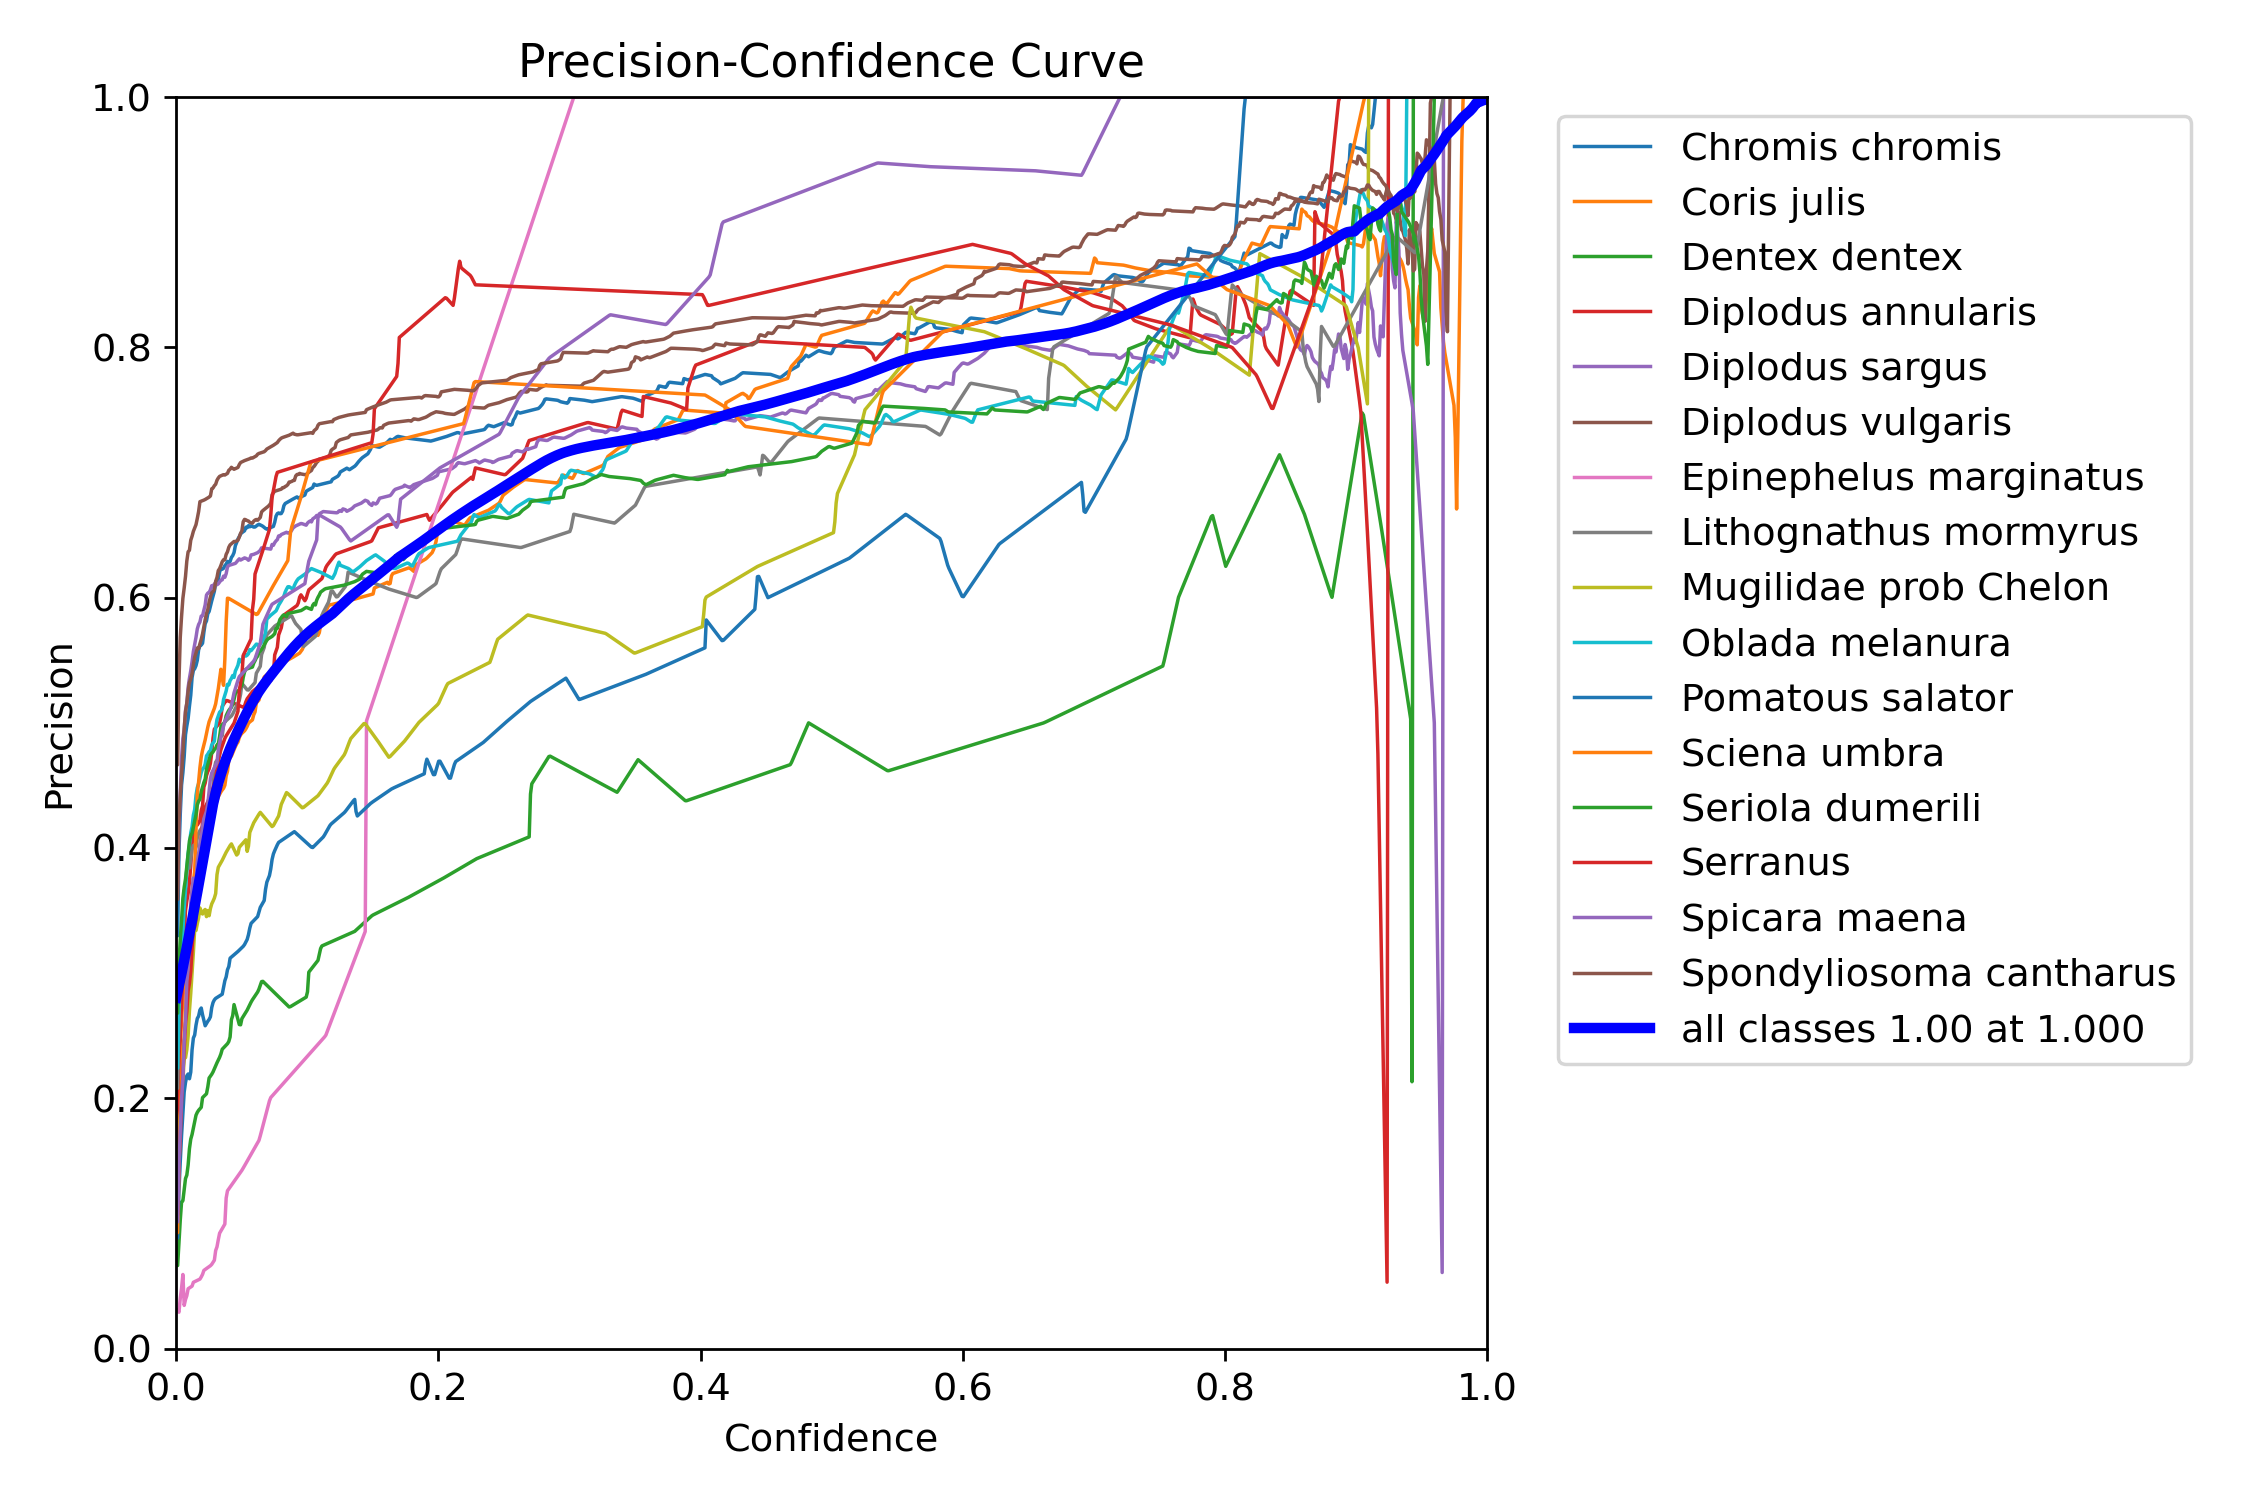 Precision-Confidence Curve
1.0
0.8
0.6
0.4
0.2
0.0
Precision
0.0 0.2 0.4 0.6 0.8 1.0
Confidence
Chromis chromis
Coris julis
Dentex dentex
Diplodus annularis
Diplodus sargus
Diplodus vulgaris
Epinephelus marginatus
Lithognathus mormyrus
Mugilidae prob Chelon
Oblada melanura
Pomatous salator
Sciena umbra
Seriola dumerili
Serranus
Spicara maena
Spondyliosoma cantharus
all classes 1.00 at 1.000